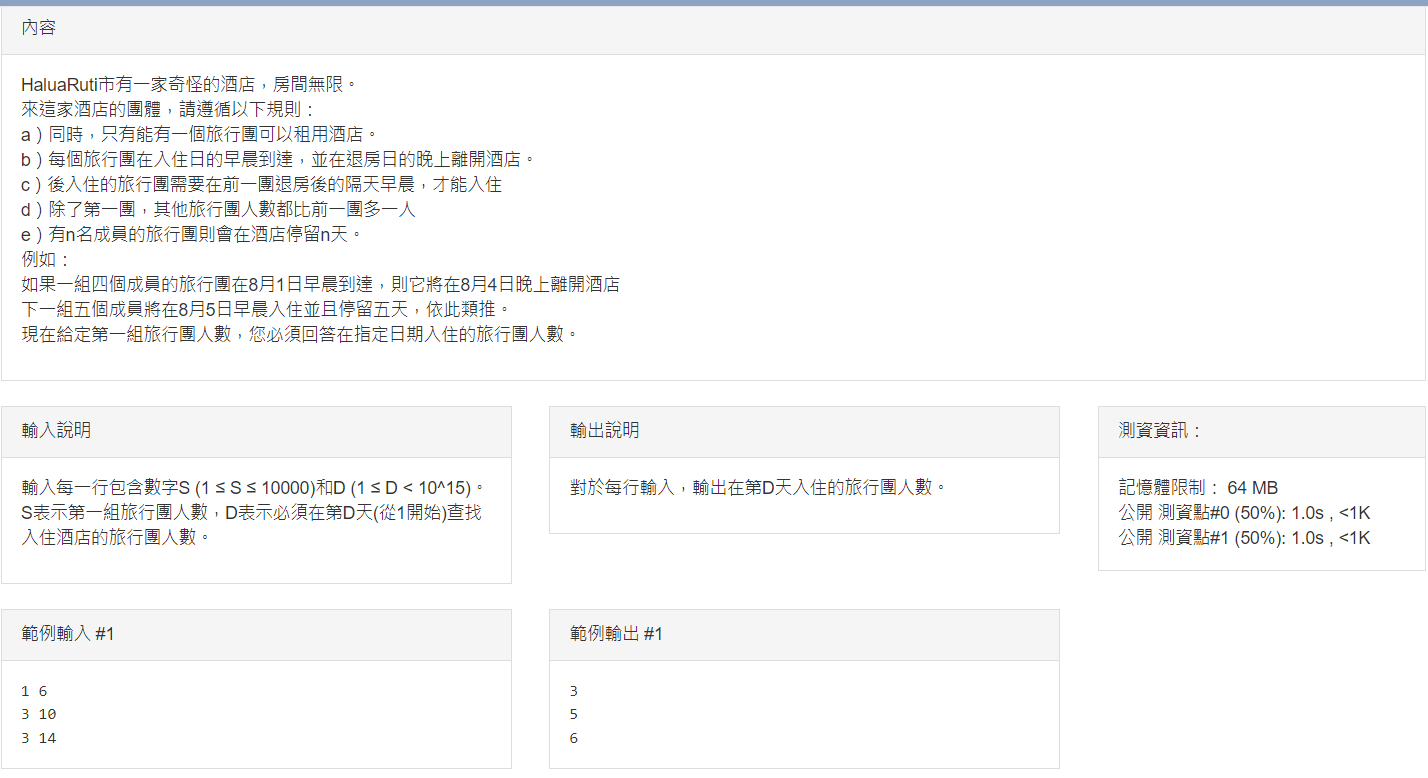 內容
HaluaRuti市有一家奇怪的酒店，房間無限。
來這家酒店的團體，請遵循以下規則：
a ) 同時，只有能有一個旅行團可以租用酒店。
b ) 每個旅行團在入住日的早晨到達，並在退房日的晚上離開酒店。
c ) 後入住的旅行團需要在前一團退房後的隔天早晨，才能入住
d ) 除了第一團，其他旅行團人數都比前一團多一人
e ) 有n名成員的旅行團則會在酒店停留n天。
例如：
如果一組四個成員的旅行團在8月1日早晨到達，則它將在8月4日晚上離開酒店
下一組五個成員將在8月5日早晨入住並且停留五天，依此類推。
現在給定第一組旅行團人數，您必須回答在指定日期入住的旅行團人數。
輸入說明
輸入每一行包含數字S (1 ≤ S ≤ 10000)和D (1 ≤ D < 10^15)。
S表示第一組旅行團人數，D表示必須在第D天(從1開始)查找
入住酒店的旅行團人數。
輸出說明
對於每行輸入，輸出在第D天入住的旅行團人數。
測資資訊：
記憶體限制： 64 MB
公開 測資點#0 (50%): 1.0s , <1K
公開 測資點#1 (50%): 1.0s , <1K
範例輸入 #1
1 6
3 10
3 14
範例輸出 #1
3
5
6